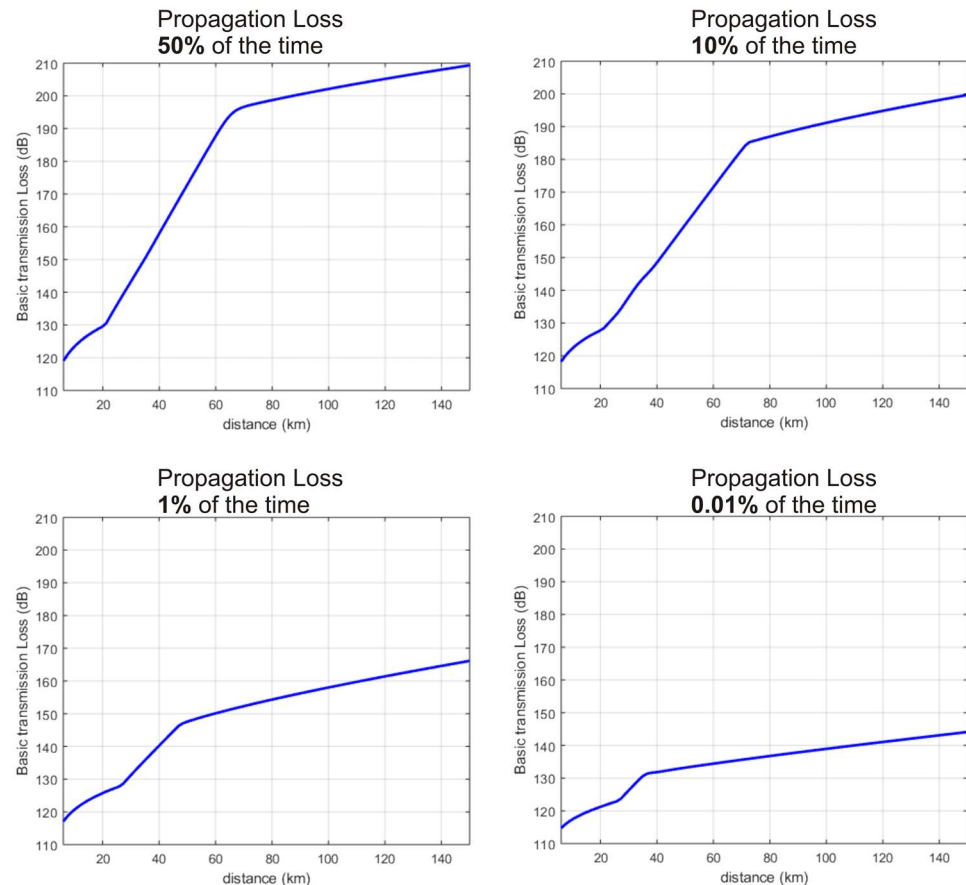 Propagation Loss
50% of the time
210
200
190
180
170
160
150
140
130
120
110
Basic transmission Loss (dB)
20 40 60 80 100 120 140
distance (km)
Propagation Loss
10% of the time
210
200
190
180
170
160
150
140
130
120
110
Basic transmission Loss (dB)
20 40 60 80 100 120 140
distance (km)
Propagation Loss
1% of the time
210
200
190
180
170
160
150
140
130
120
110
Basic transmission Loss (dB)
20 40 60 80 100 120 140
distance (km)
Propagation Loss
0.01% of the time
210
200
190
180
170
160
150
140
130
120
110
Basic transmission Loss (dB)
20 40 60 80 100 120 140
distance (km)